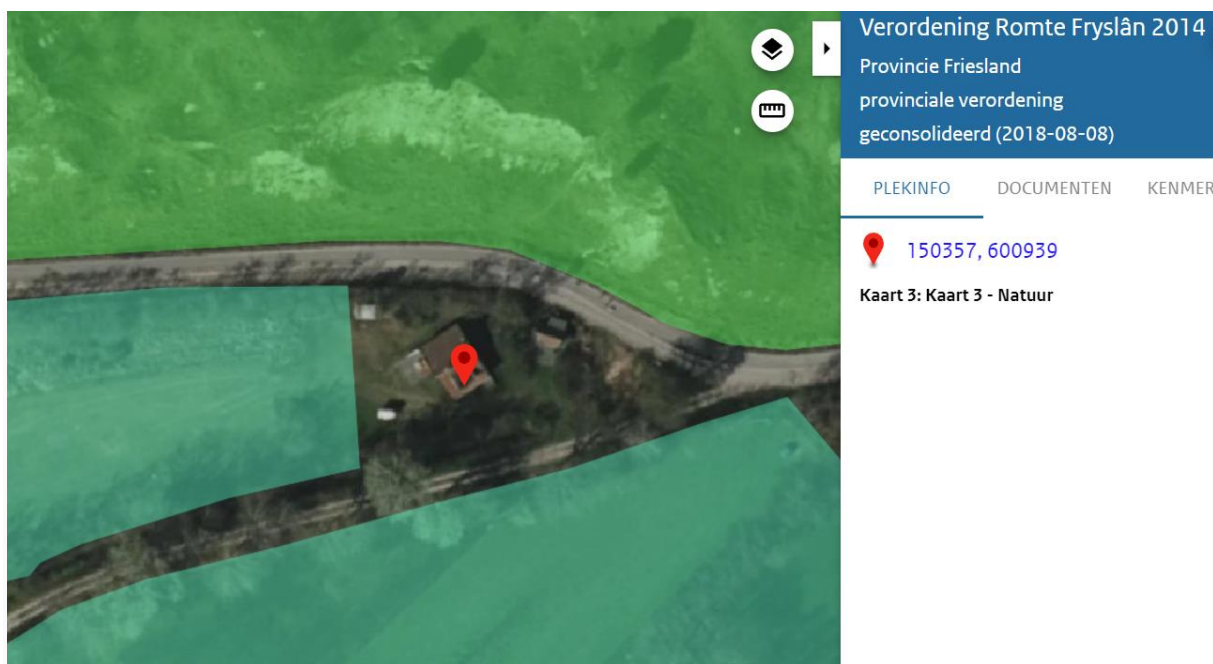 Verordening Romte Fryslân 2014
Provincie Friesland
provinciale verordening
geconsolideerd (2018-08-08)
PLEKINFO DOCUMENTEN KENMER
150357, 600939
Kaart 3: Kaart 3 - Natuur